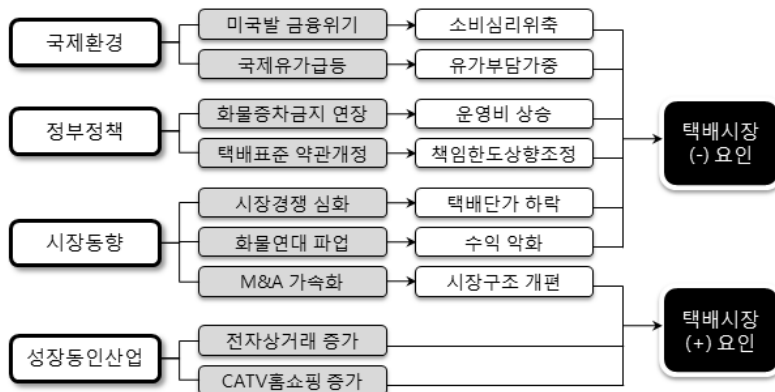 국제환경
미국발 금융위기
소비심리위축
국제유가급등
유가부담가중
정부정책
화물증차금지 연장
운영비 상승
택배표준 약관개정
책임한도상향조정
택배시장
(-) 요인
시장동향
시장경쟁 심화
택배단가 하락
화물연대 파업
수익 악화
M&A 가속화
시장구조 개편
성장동인산업
전자상거래 증가
CATV홈쇼핑 증가
택배시장
(+) 요인